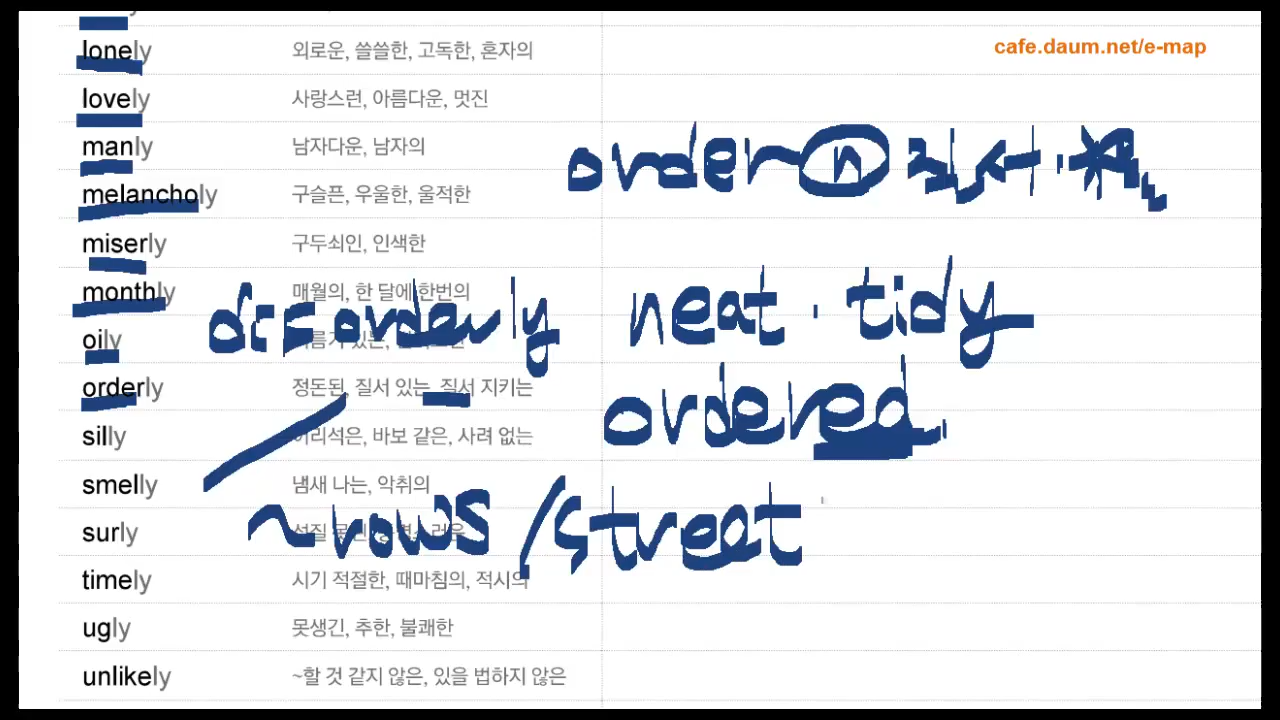 lonely 외로운, 쓸쓸한, 고독한, 혼자의
cafe.daum.net/e-map
lovely 사랑스런, 아름다운, 멋진
manly 남자다운, 남자의
order n 질서
melancholy 구슬픈, 우울한, 울적한
miserly 구두쇠인, 인색한
monthly 매월의, 한 달에 한번의
disorderly neat · tidy
oily
orderly 정돈된, 질서 있는, 질서 지키는
ordered
silly 어리석은, 바보 같은, 사려 없는
smelly 냄새 나는, 악취의
~ rows / street
surly
timely 시기 적절한, 때마침의, 적시의
ugly 못생긴, 추한, 불쾌한
unlikely ~할 것 같지 않은, 있을 법하지 않은